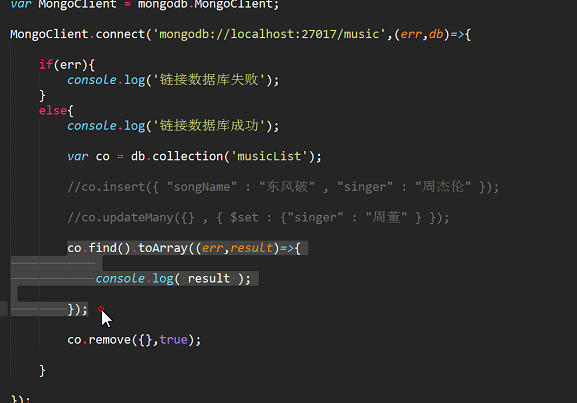 var MongoClient = mongodb.MongoClient;
MongoClient.connect('mongodb://localhost:27017/music',(err,db)=>{
if(err){
console.log('链接数据库失败');
}
else{
console.log('链接数据库成功');
var co = db.collection('musicList');
//co.insert({ "songName" : "东风破" , "singer" : "周杰伦" });
//co.updateMany({} , { $set : {"singer" : "周董" } });
co.find().toArray((err,result)=>{
console.log( result );
});
co.remove({},true);
}
});